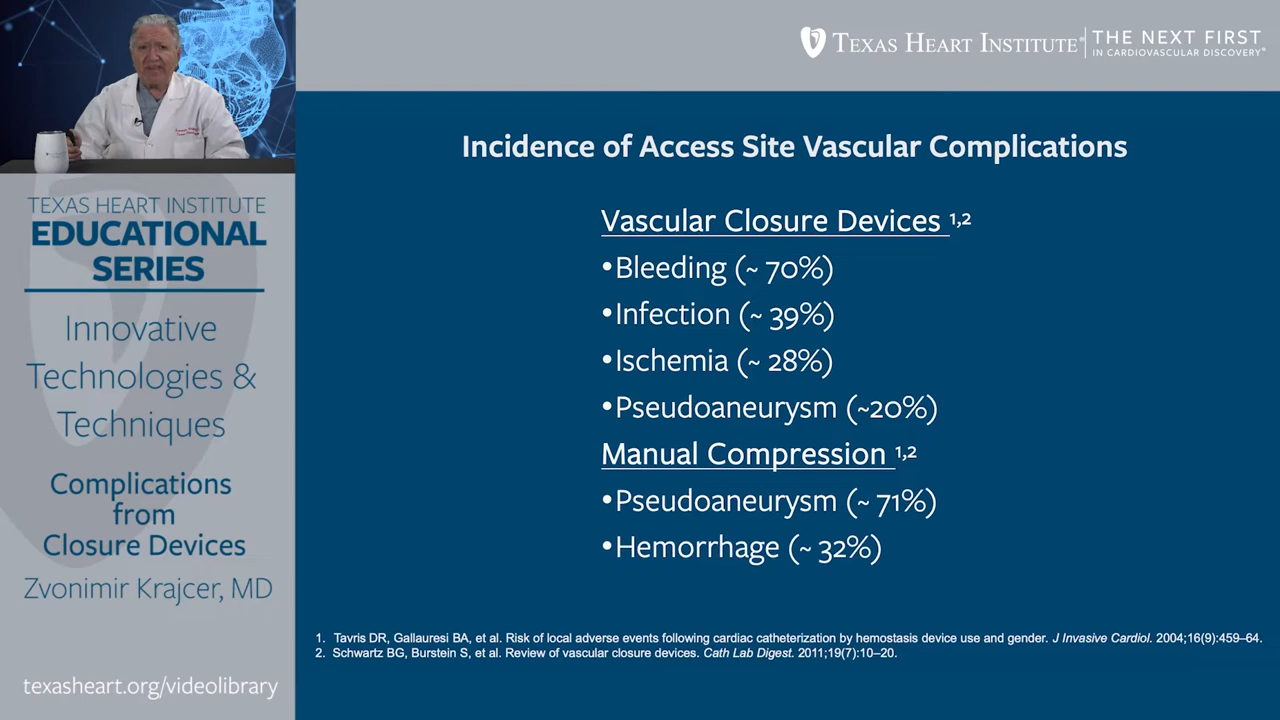 TEXAS HEART INSTITUTE®
THE NEXT FIRST
IN CARDIOVASCULAR DISCOVERY®
TEXAS HEART INSTITUTE
EDUCATIONAL
SERIES
Innovative
Technologies &
Techniques
Complications
from
Closure Devices
Zvonimir Krajcer, MD
texasheart.org/videolibrary
Incidence of Access Site Vascular Complications
Vascular Closure Devices 1,2
•Bleeding (~ 70%)
•Infection (~ 39%)
•Ischemia (~ 28%)
•Pseudoaneurysm (~20%)
Manual Compression 1,2
•Pseudoaneurysm (~ 71%)
•Hemorrhage (~ 32%)
1. Tavris DR, Gallauresi BA, et al. Risk of local adverse events following cardiac catheterization by hemostasis device use and gender. J Invasive Cardiol. 2004;16(9):459–64.
2. Schwartz BG, Burstein S, et al. Review of vascular closure devices. Cath Lab Digest. 2011;19(7):10–20.